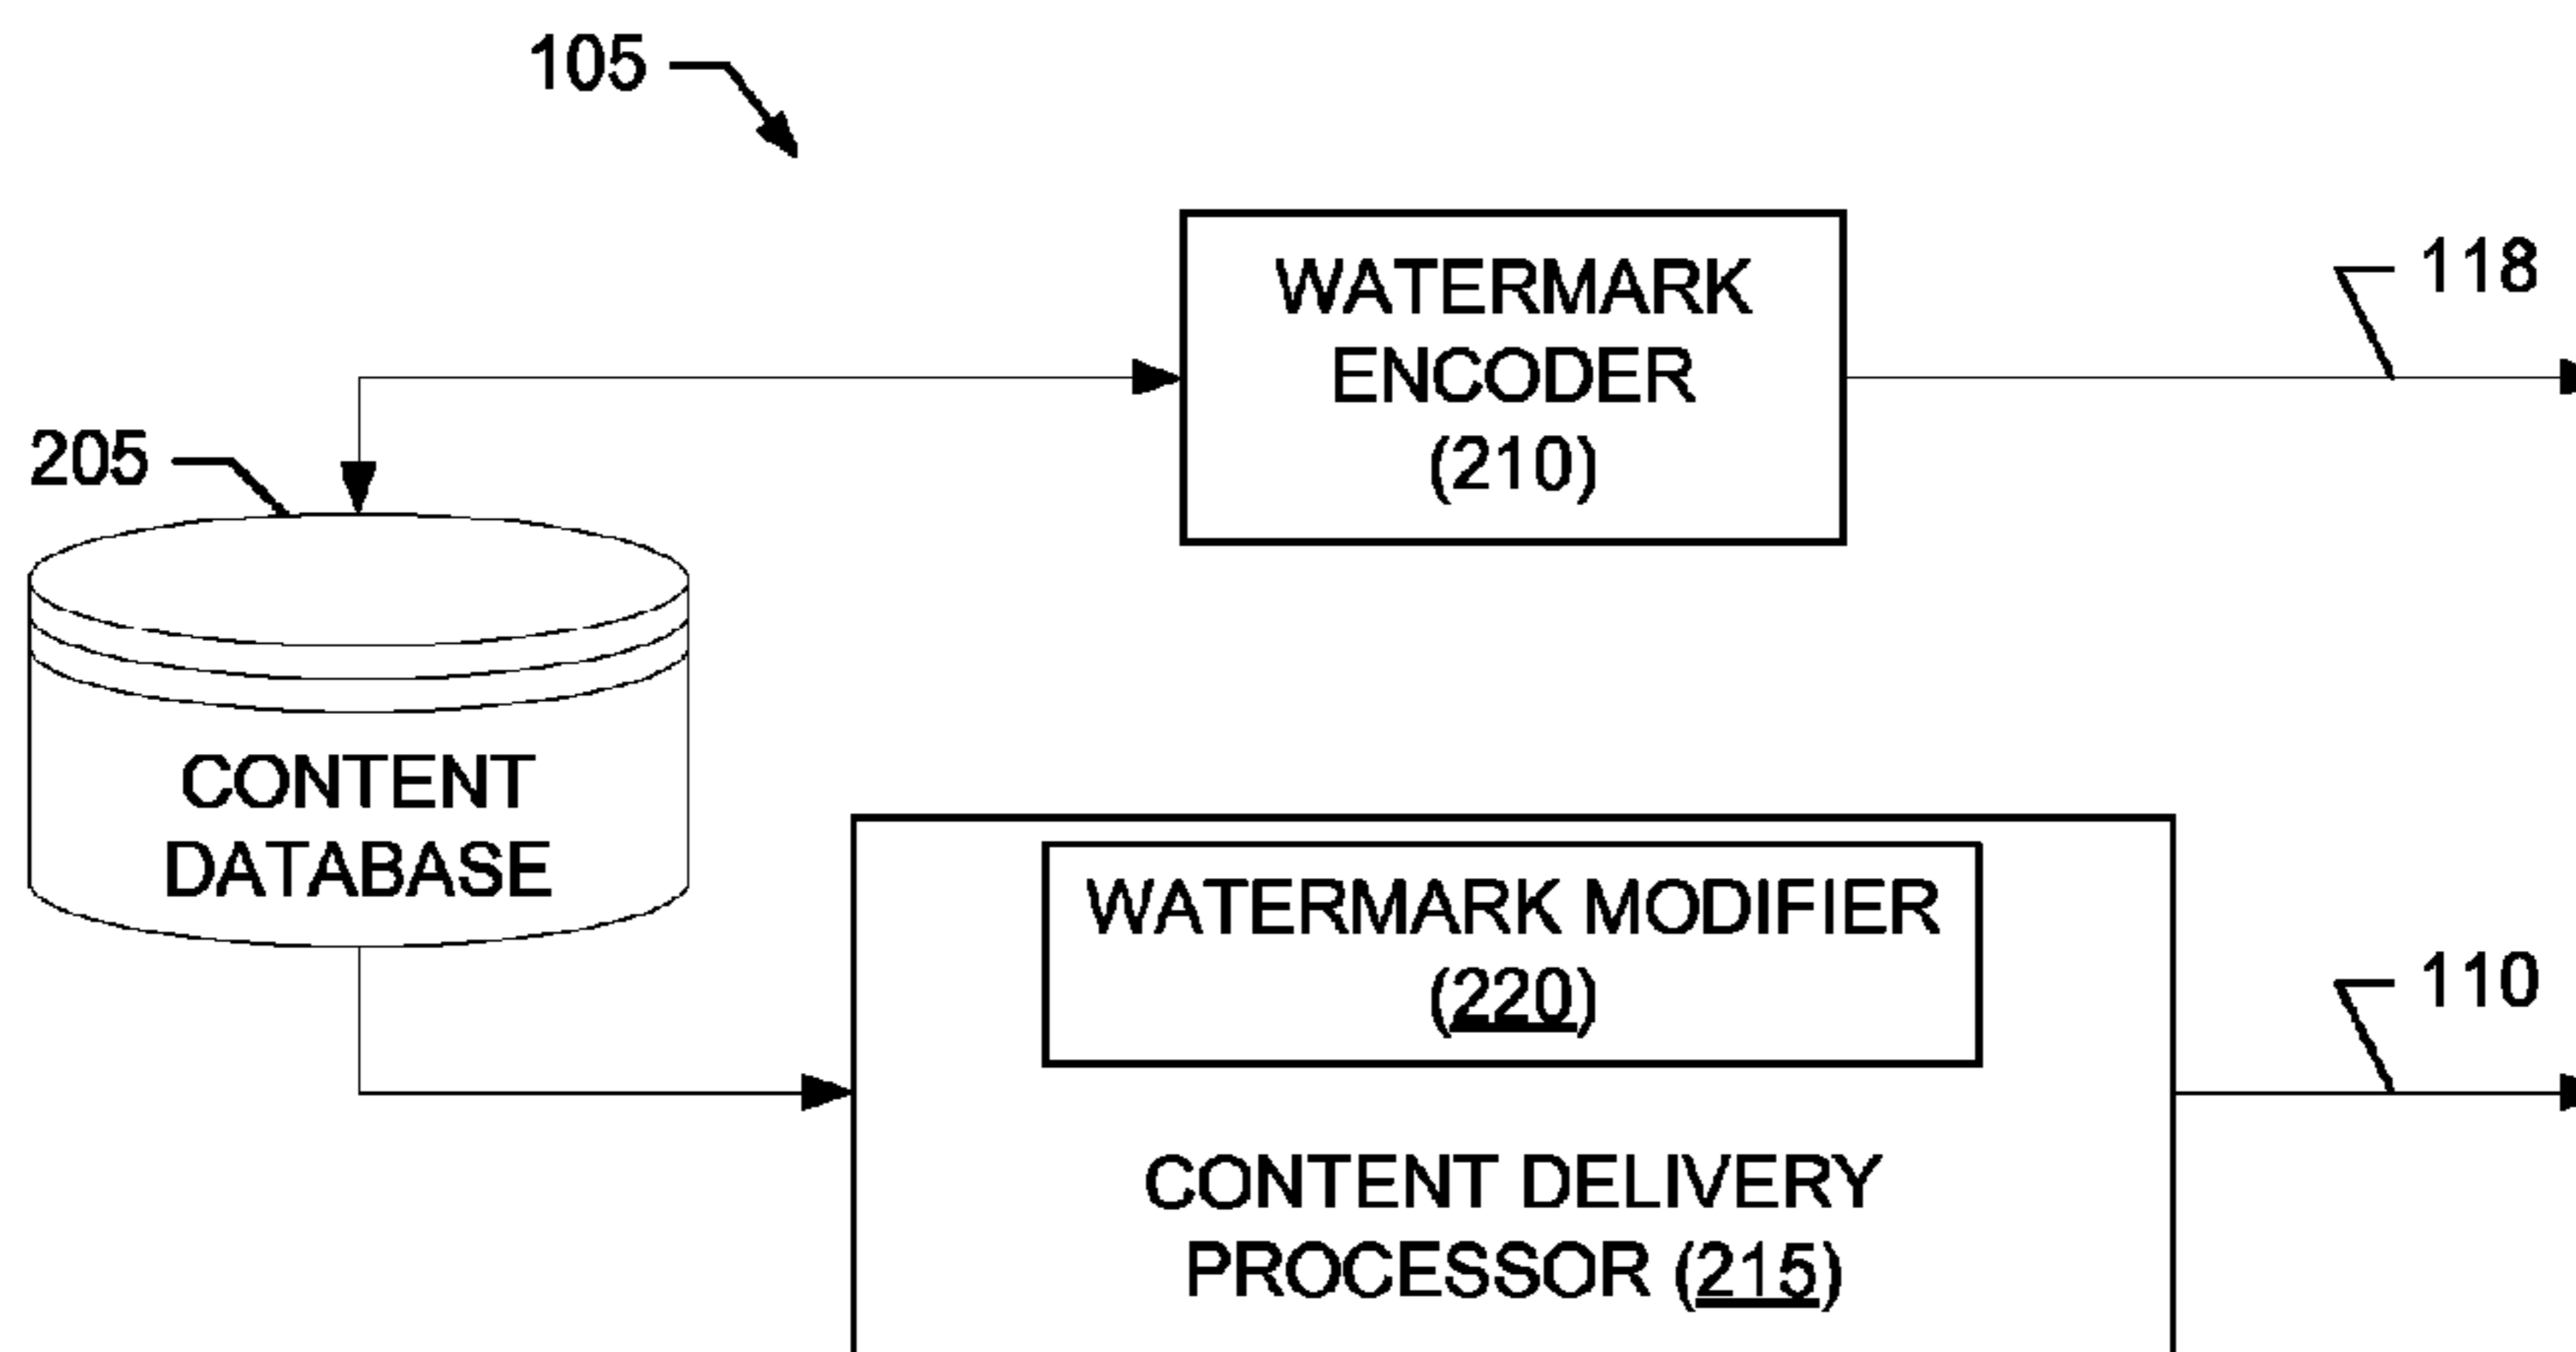 105
WATERMARK
ENCODER
(210)
118
205
CONTENT
DATABASE
WATERMARK MODIFIER
(220)
110
CONTENT DELIVERY
PROCESSOR (215)